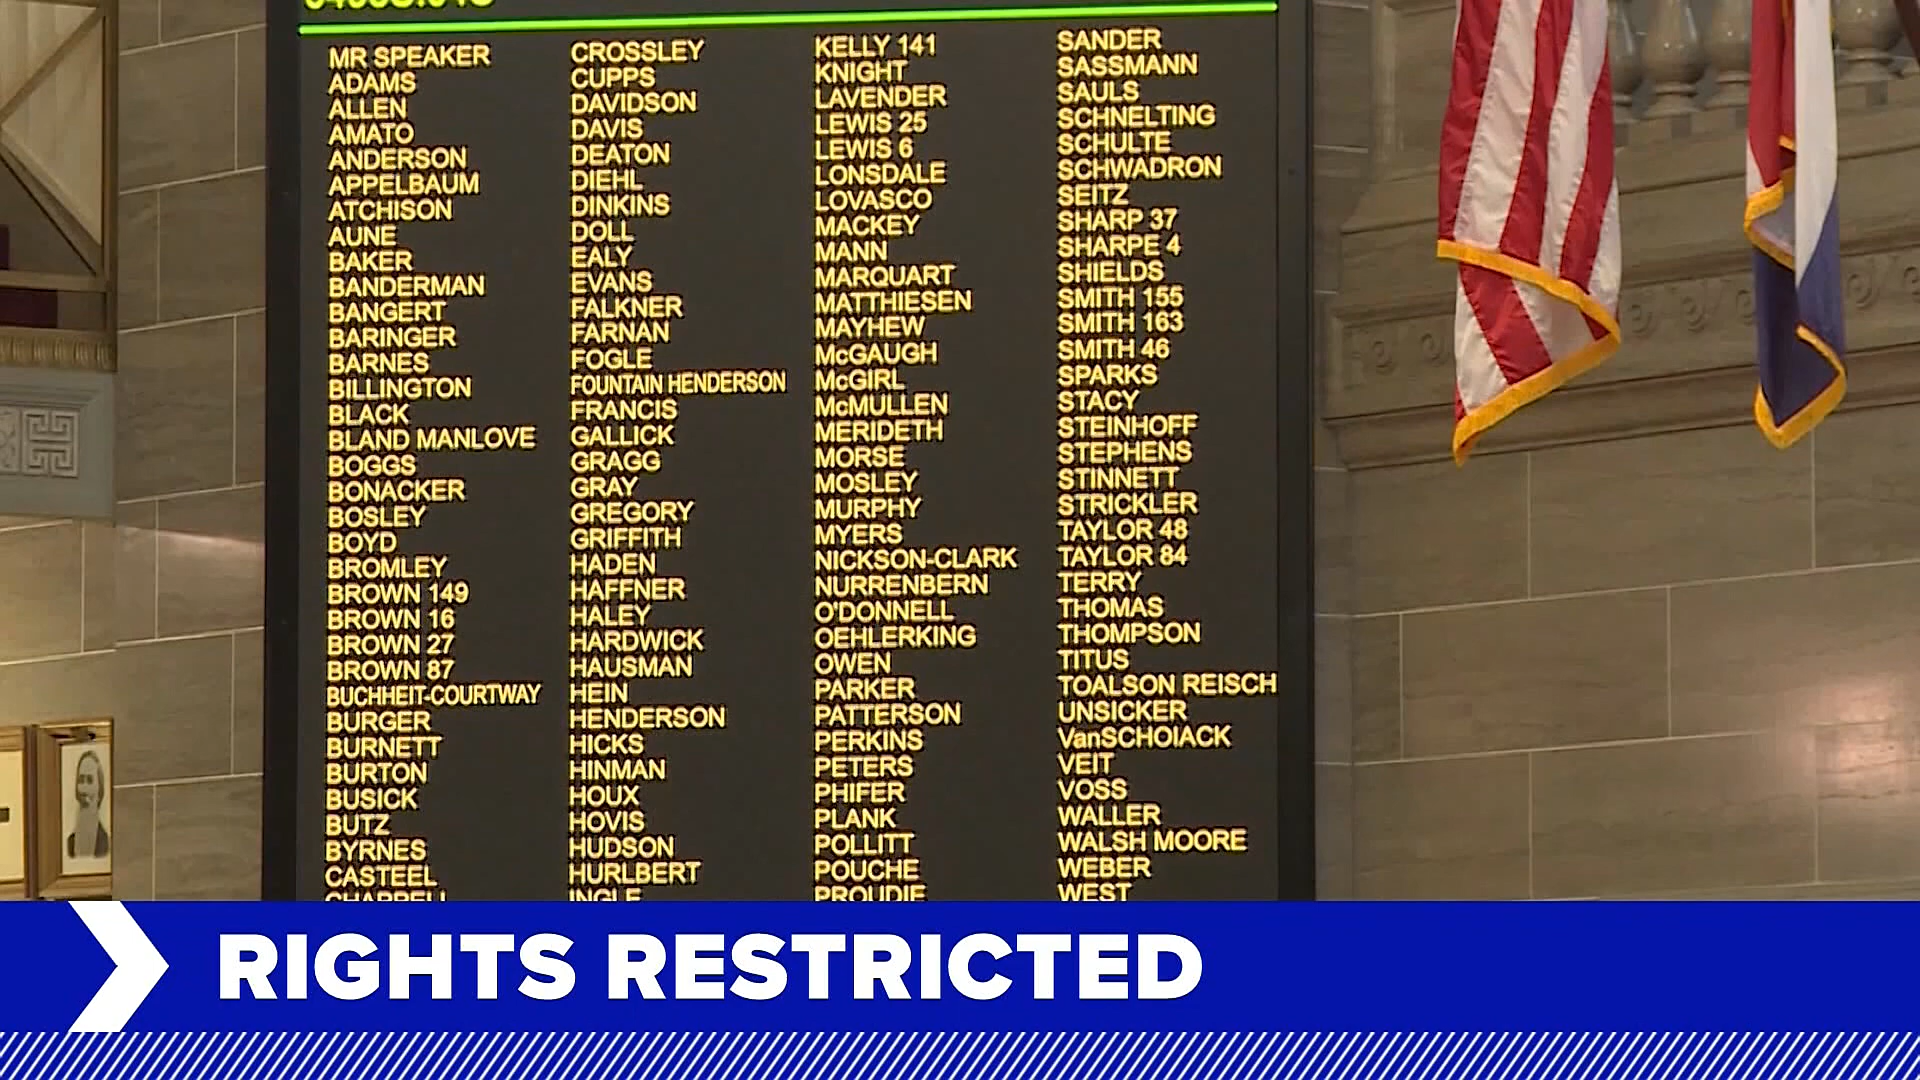 MR SPEAKER
ADAMS
ALLEN
AMATO
ANDERSON
APPELBAUM
ATCHISON
AUNE
BAKER
BANDERMAN
BANGERT
BARINGER
BARNES
BILLINGTON
BLACK
BLAND MANLOVE
BOGGS
BONACKER
BOSLEY
BOYD
BROMLEY
BROWN 149
BROWN 16
BROWN 27
BROWN 87
BUCHHEIT-COURTWAY
BURGER
BURNETT
BURTON
BUSICK
BUTZ
BYRNES
CASTEEL
CHAPPELL
CROSSLEY
CUPPS
DAVIDSON
DAVIS
DEATON
DIEHL
DINKINS
DOLL
EALY
EVANS
FALKNER
FARNAN
FOGLE
FOUNTAIN HENDERSON
FRANCIS
GALLICK
GRAGG
GRAY
GREGORY
GRIFFITH
HADEN
HAFFNER
HALEY
HARDWICK
HAUSMAN
HEIN
HENDERSON
HICKS
HINMAN
HOUX
HOVIS
HUDSON
HURLBERT
INGLE
KELLY 141
KNIGHT
LAVENDER
LEWIS 25
LEWIS 6
LONSDALE
LOVASCO
MACKEY
MANN
MARQUART
MATTHIESEN
MAYHEW
McGAUGH
McGIRL
McMULLEN
MERIDETH
MORSE
MOSLEY
MURPHY
MYERS
NICKSON-CLARK
NURRENBERN
O'DONNELL
OEHLERKING
OWEN
PARKER
PATTERSON
PERKINS
PETERS
PHIFER
PLANK
POLLITT
POUCHE
PROUDIE
SANDER
SASSMANN
SAULS
SCHNELTING
SCHULTE
SCHWADRON
SEITZ
SHARP 37
SHARPE 4
SHIELDS
SMITH 155
SMITH 163
SMITH 46
SPARKS
STACY
STEINHOFF
STEPHENS
STINNETT
STRICKLER
TAYLOR 48
TAYLOR 84
TERRY
THOMAS
THOMPSON
TITUS
TOALSON REISCH
UNSICKER
VanSCHOIACK
VEIT
VOSS
WALLER
WALSH MOORE
WEBER
WEST
RIGHTS RESTRICTED